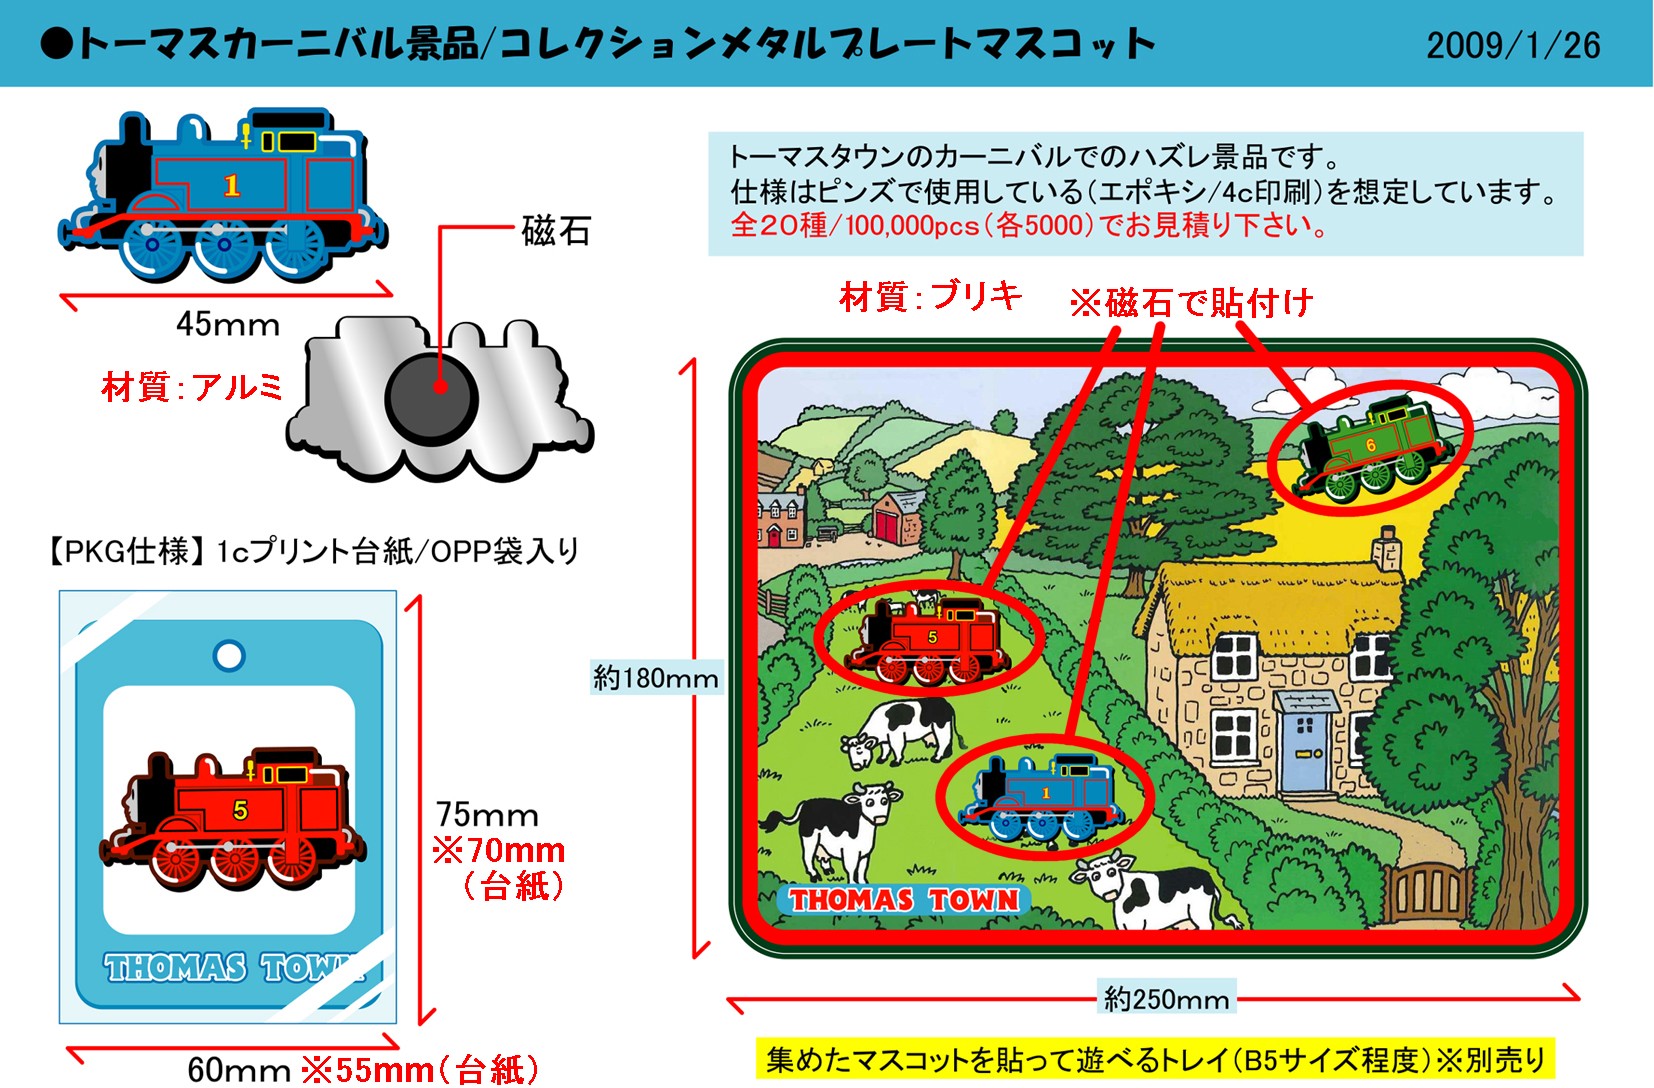 ●トーマスカーニバル景品/コレクションメタルプレートマスコット
2009/1/26
1
磁石
45mm
材質：アルミ
トーマスタウンのカーニバルでのハズレ景品です。
仕様はピンズで使用している（エポキシ/4c印刷）を想定しています。
全２０種/100,000pcs（各5000）でお見積り下さい。
材質：ブリキ
※磁石で貼付け
6
5
1
THOMAS TOWN
約180mm
約250mm
【PKG仕様】1cプリント台紙/OPP袋入り
5
THOMAS TOWN
75mm
※70mm
（台紙）
60mm ※55mm（台紙）
集めたマスコットを貼って遊べるトレイ（B5サイズ程度）※別売り